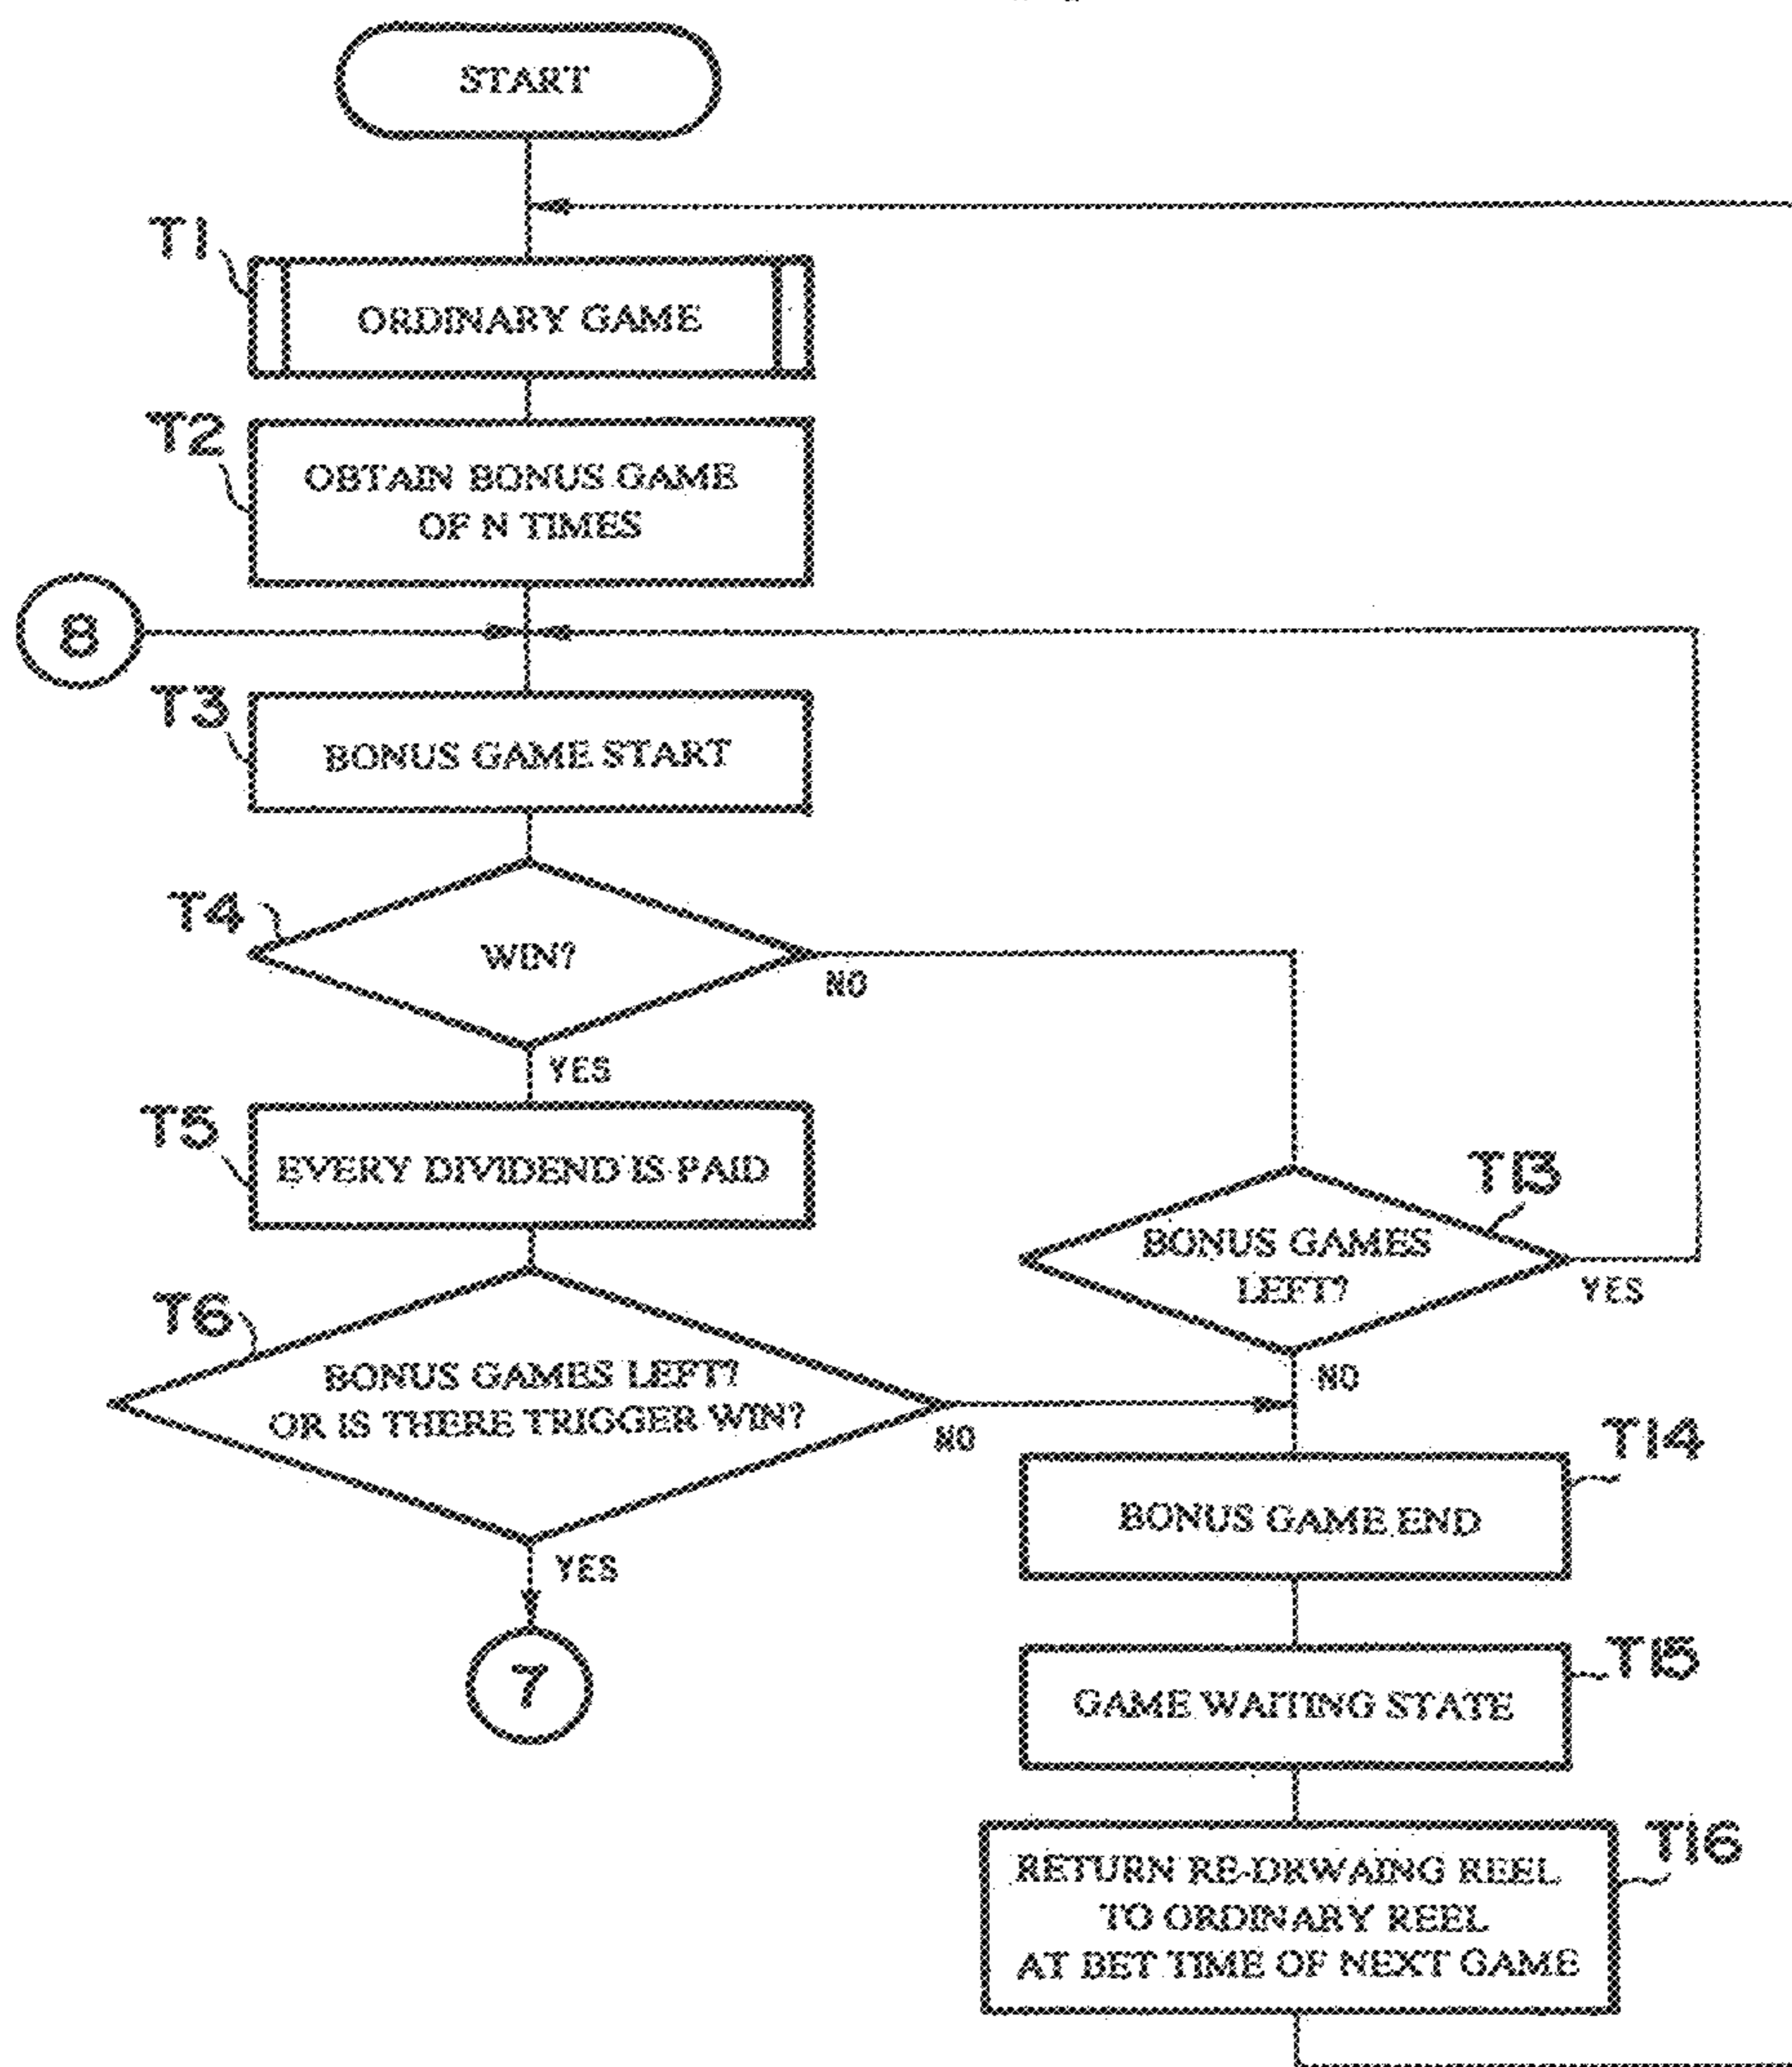 START
T1
ORDINARY GAME
T2
OBTAIN BONUS GAME
OF N TIMES
8
T3
BONUS GAME START
T4
WIN?
NO
YES
T5
EVERY DIVIDEND IS PAID
T13
BONUS GAMES
LEFT?
YES
NO
T6
BONUS GAMES LEFT?
OR IS THERE TRIGGER WIN?
NO
YES
7
T14
BONUS GAME END
T15
GAME WAITING STATE
T16
RETURN RE-DRWAING REEL
TO ORDINARY REEL
AT BET TIME OF NEXT GAME